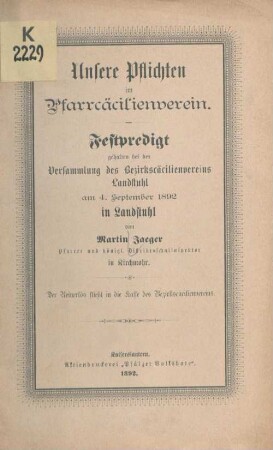 K
2229
Unsere Pflichten
im
Pfarrcäcilienverein.
Festpredigt
gehalten bei der
Versammlung des Bezirkscäcilienvereins
Landstuhl
am 4. September 1892
in Landstuhl
von
Martin Jaeger
Pfarrer und königl. Distriktsschulinspektor
in Kirchmohr.
Der Reinerlös fließt in die Kasse des Bezirkscäcilienvereins.
Kaiserslautern.
Aktiendruckerei "Pfälzer Volksbote"
1892.